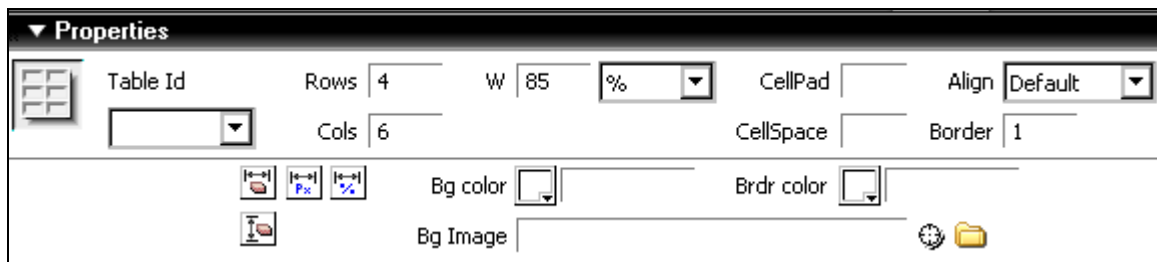 ▼ Properties
Table Id Rows 4 W 85 % CellPad Align Default
Cols 6 CellSpace Border 1
Px % Bg color Brdr color
Bg Image